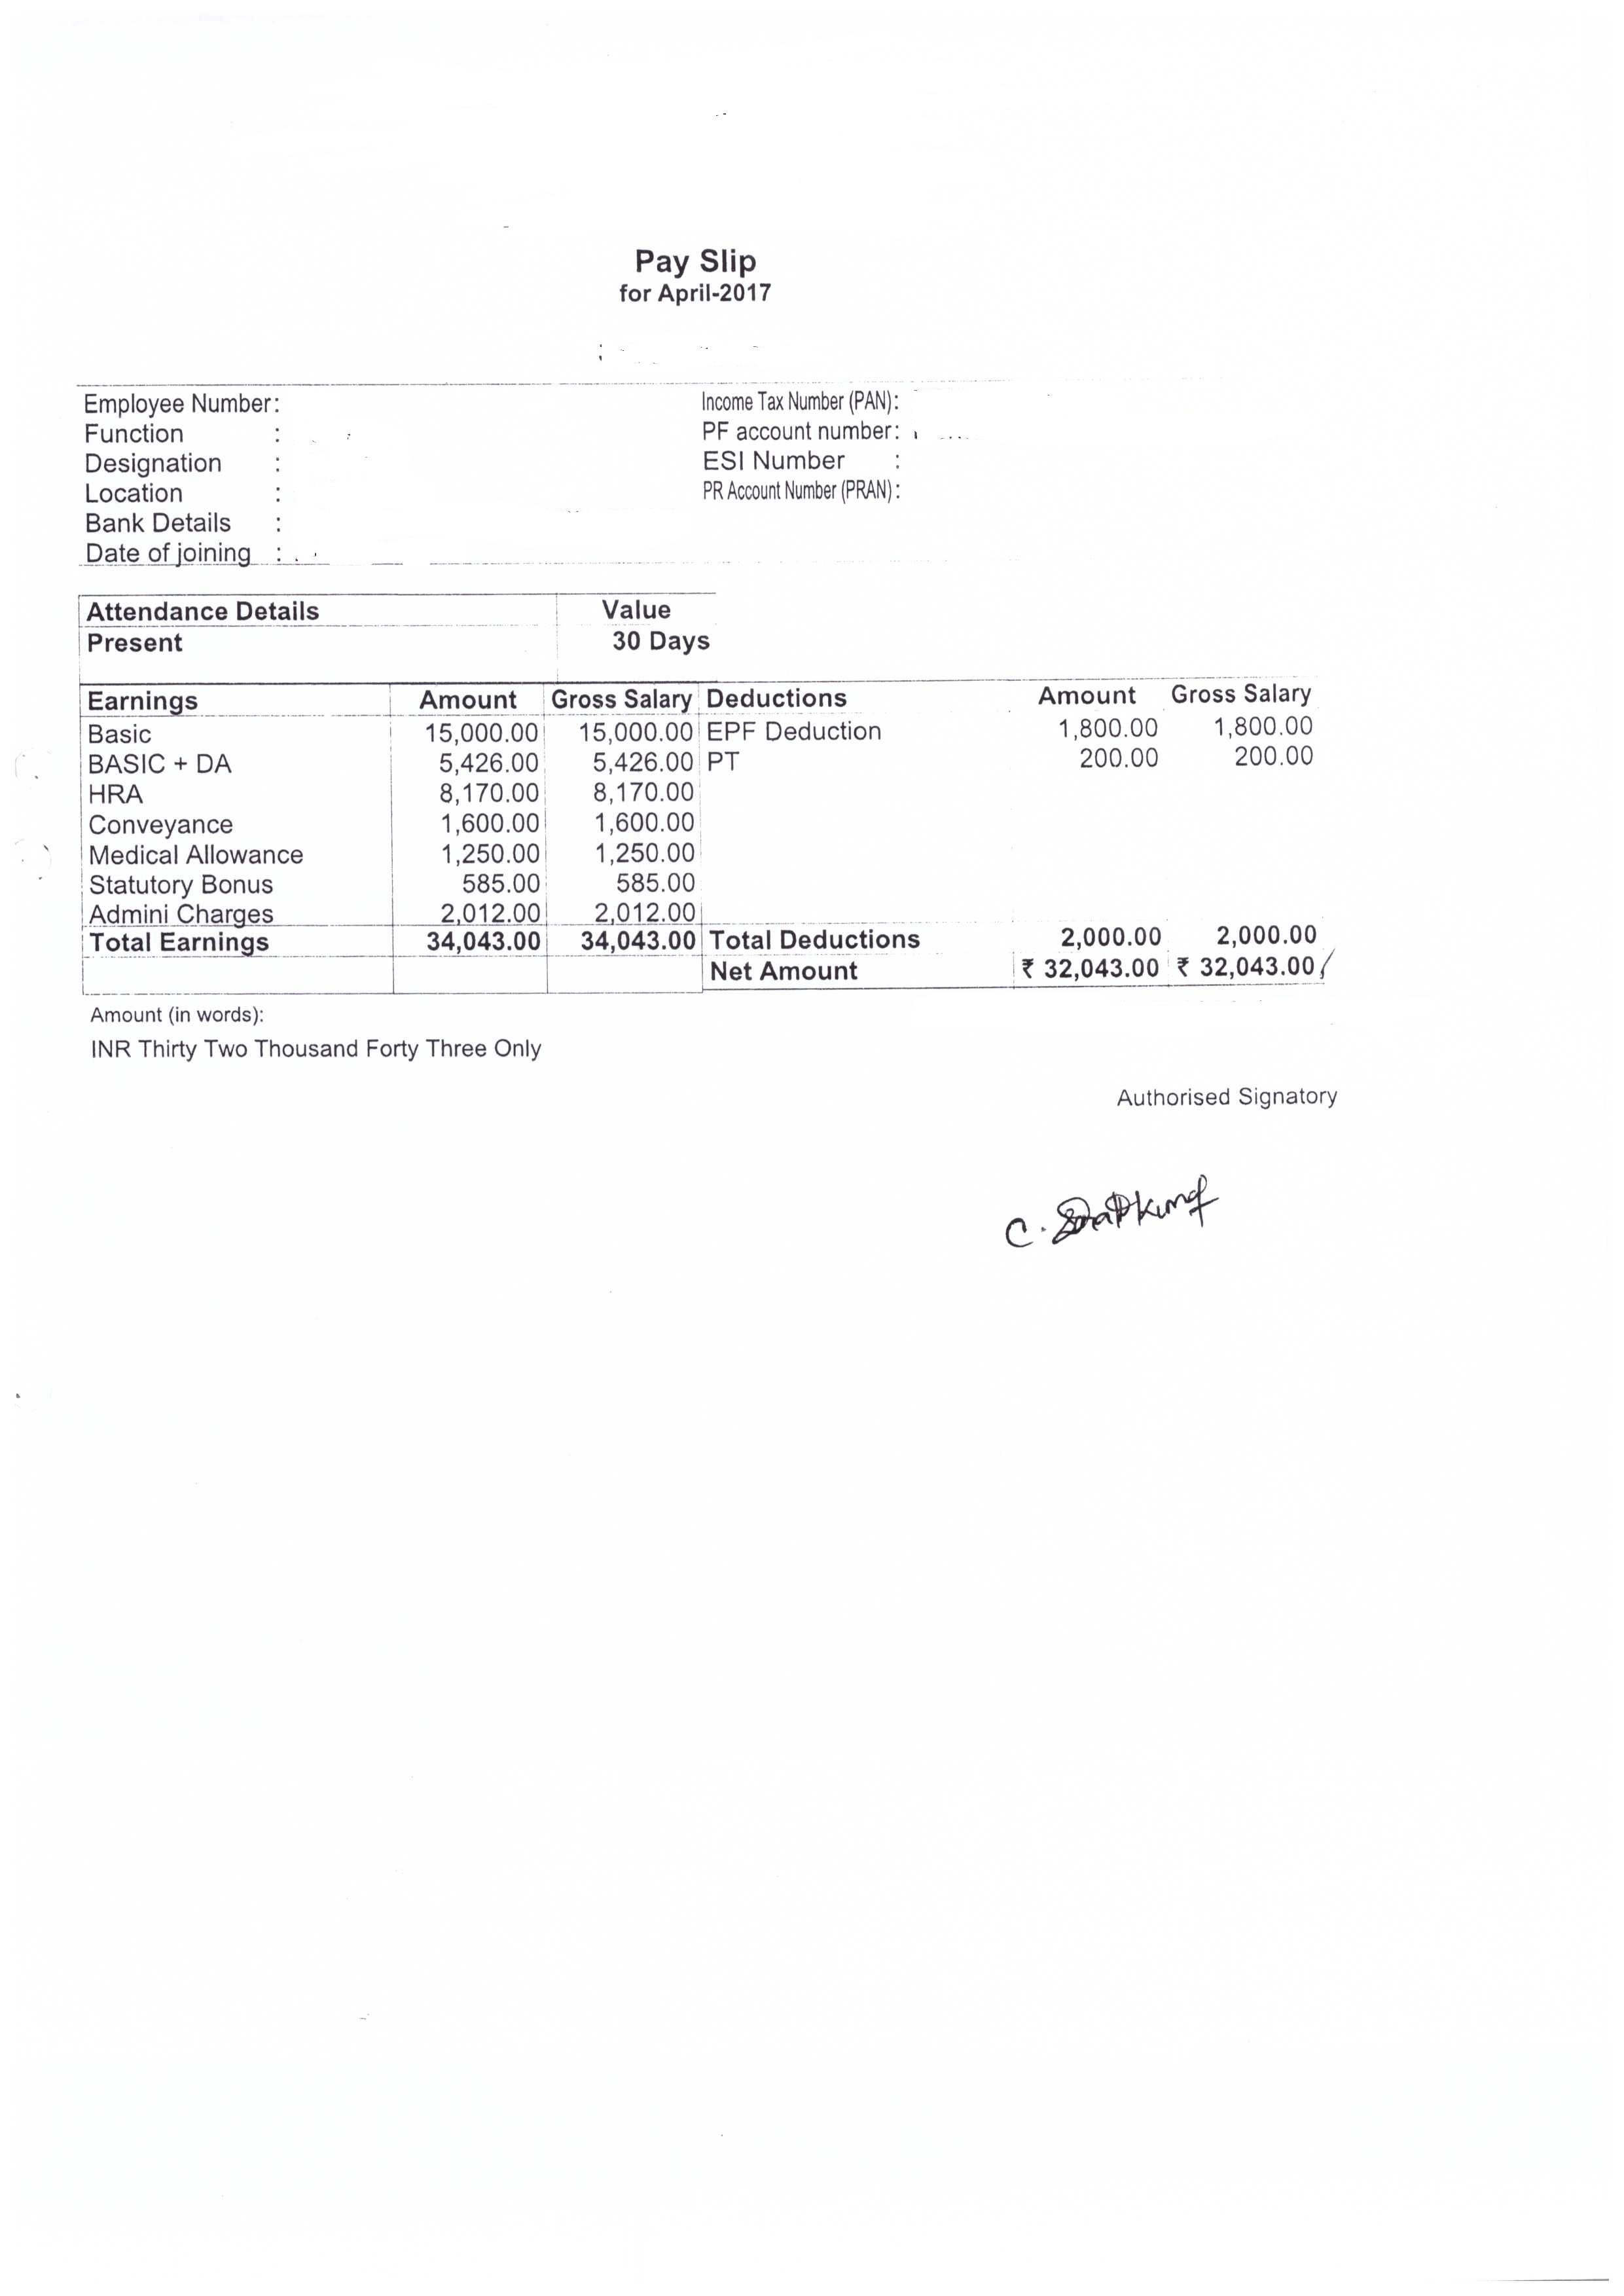 Pay Slip
for April-2017
Employee Number: Income Tax Number (PAN):
Function : PF account number:
Designation : ESI Number :
Location : PR Account Number (PRAN):
Bank Details :
Date of joining :
Attendance Details Value
Present 30 Days
Earnings Amount Gross Salary Deductions Amount Gross Salary
Basic 15,000.00 15,000.00 EPF Deduction 1,800.00 1,800.00
BASIC + DA 5,426.00 5,426.00 PT 200.00 200.00
HRA 8,170.00 8,170.00
Conveyance 1,600.00 1,600.00
Medical Allowance 1,250.00 1,250.00
Statutory Bonus 585.00 585.00
Admini Charges 2,012.00 2,012.00
Total Earnings 34,043.00 34,043.00 Total Deductions 2,000.00 2,000.00
Net Amount ₹ 32,043.00 ₹ 32,043.00
Amount (in words):
INR Thirty Two Thousand Forty Three Only
Authorised Signatory
C.